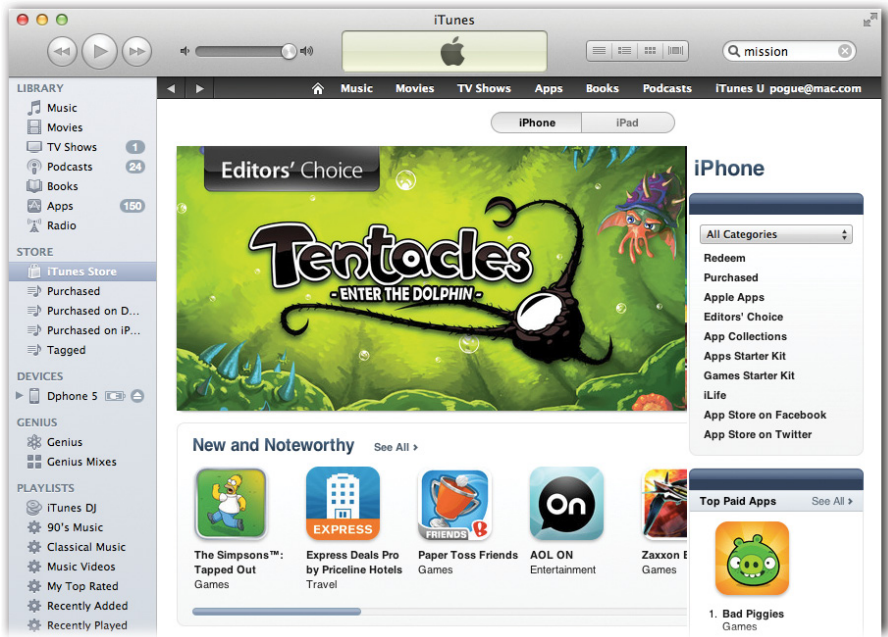 iTunes
mission
LIBRARY
Music
Movies
TV Shows 1
Podcasts 24
Books
Apps 150
Radio
STORE
iTunes Store
Purchased
Purchased on D...
Purchased on iP...
Tagged
DEVICES
Dphone 5
GENIUS
Genius
Genius Mixes
PLAYLISTS
iTunes DJ
90's Music
Classical Music
Music Videos
My Top Rated
Recently Added
Recently Played
Music Movies TV Shows Apps Books Podcasts iTunes U pogue@mac.com
iPhone iPad
Editors' Choice
Tentacles
- ENTER THE DOLPHIN -
New and Noteworthy See All ›
EXPRESS
FRIENDS B
On
The Simpsons™:
Tapped Out
Games
Express Deals Pro
by Priceline Hotels
Travel
Paper Toss Friends
Games
AOL ON
Entertainment
Zaxxon E
Games
iPhone
All Categories
Redeem
Purchased
Apple Apps
Editors' Choice
App Collections
Apps Starter Kit
Games Starter Kit
iLife
App Store on Facebook
App Store on Twitter
Top Paid Apps See All ›
1. Bad Piggies
Games